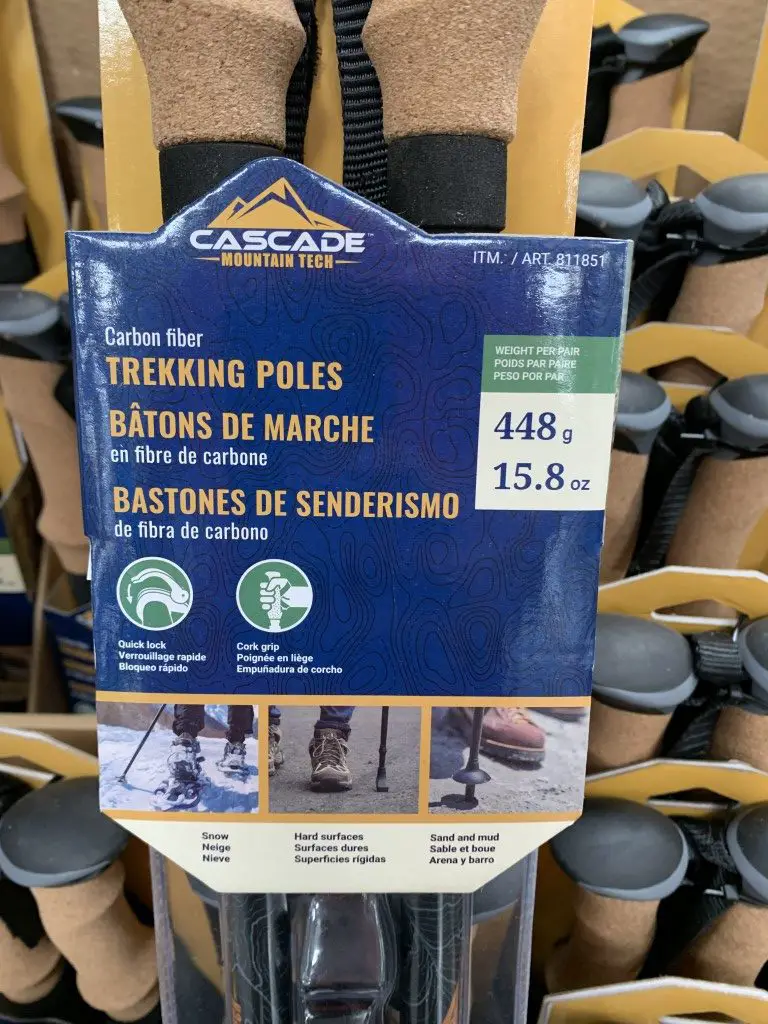 CASCADE™
MOUNTAIN TECH
ITM. / ART. 811851
Carbon fiber
TREKKING POLES
BÂTONS DE MARCHE
en fibre de carbone
BASTONES DE SENDERISMO
de fibra de carbono
WEIGHT PER PAIR
POIDS PAR PAIRE
PESO POR PAR
448 g
15.8 oz
Quick lock
Verrouillage rapide
Bloqueo rápido
Cork grip
Poignée en liège
Empuñadura de corcho
Snow
Neige
Nieve
Hard surfaces
Surfaces dures
Superficies rígidas
Sand and mud
Sable et boue
Arena y barro